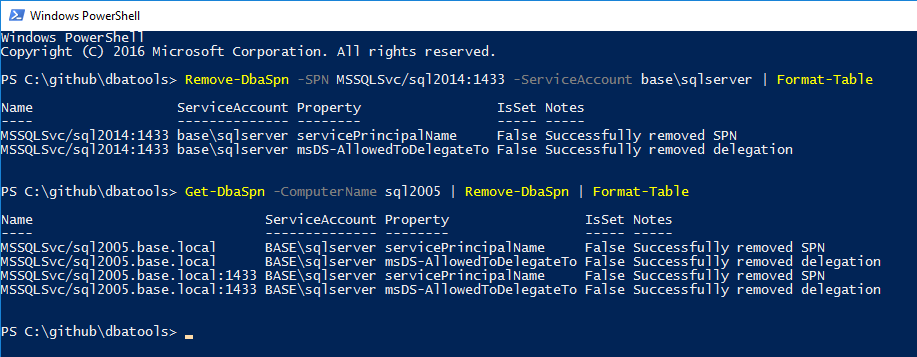 Windows PowerShell
Windows PowerShell
Copyright (C) 2016 Microsoft Corporation. All rights reserved.
PS C:\github\dbatools> Remove-DbaSpn -SPN MSSQLSvc/sql2014:1433 -ServiceAccount base\sqlserver | Format-Table
Name                  ServiceAccount Property                 IsSet Notes
----                  -------------- --------                 ----- -----
MSSQLSvc/sql2014:1433 base\sqlserver servicePrincipalName     False Successfully removed SPN
MSSQLSvc/sql2014:1433 base\sqlserver msDS-AllowedToDelegateTo False Successfully removed delegation
PS C:\github\dbatools> Get-DbaSpn -ComputerName sql2005 | Remove-DbaSpn | Format-Table
Name                             ServiceAccount Property                 IsSet Notes
----                             -------------- --------                 ----- -----
MSSQLSvc/sql2005.base.local      BASE\sqlserver servicePrincipalName     False Successfully removed SPN
MSSQLSvc/sql2005.base.local      BASE\sqlserver msDS-AllowedToDelegateTo False Successfully removed delegation
MSSQLSvc/sql2005.base.local:1433 BASE\sqlserver servicePrincipalName     False Successfully removed SPN
MSSQLSvc/sql2005.base.local:1433 BASE\sqlserver msDS-AllowedToDelegateTo False Successfully removed delegation
PS C:\github\dbatools> _